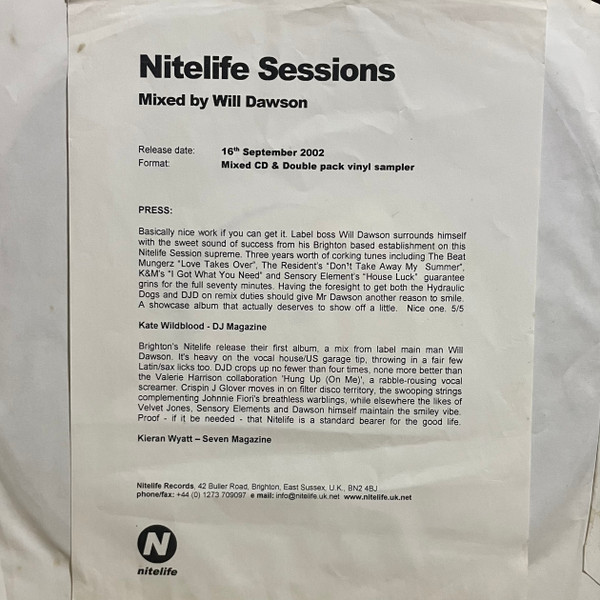 Nitelife Sessions
Mixed by Will Dawson
Release date: 16th September 2002
Format: Mixed CD & Double pack vinyl sampler
PRESS:
Basically nice work if you can get it. Label boss Will Dawson surrounds himself
with the sweet sound of success from his Brighton based establishment on this
Nitelife Session supreme. Three years worth of corking tunes including The Beat
Mungerz "Love Takes Over", The Resident's "Don't Take Away My Summer",
K&M's "I Got What You Need" and Sensory Element's "House Luck" guarantee
grins for the full seventy minutes. Having the foresight to get both the Hydraulic
Dogs and DJD on remix duties should give Mr Dawson another reason to smile.
A showcase album that actually deserves to show off a little. Nice one. 5/5
Kate Wildblood - DJ Magazine
Brighton's Nitelife release their first album, a mix from label main man Will
Dawson. It's heavy on the vocal house/US garage tip, throwing in a fair few
Latin/sax licks too. DJD crops up no fewer than four times, none more better than
the Valerie Harrison collaboration 'Hung Up (On Me)', a rabble-rousing vocal
screamer. Crispin J Glover moves in on filter disco territory, the swooping strings
complementing Johnnie Fiori's breathless warblings, while elsewhere the likes of
Velvet Jones, Sensory Elements and Dawson himself maintain the smiley vibe.
Proof - if it be needed - that Nitelife is a standard bearer for the good life.
Kieran Wyatt – Seven Magazine
Nitelife Records, 42 Buller Road, Brighton, East Sussex, U.K., BN2 4BJ
phone/fax: +44 (0) 1273 709097 e mail: info@nitelife.uk.net www.nitelife.uk.net
N
nitelife